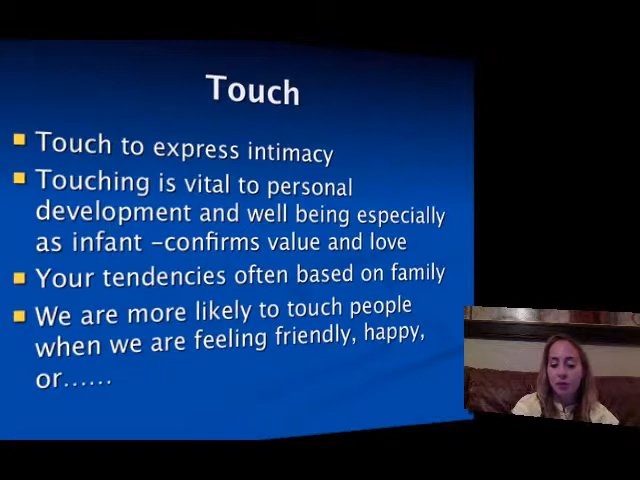 Touch
Touch to express intimacy
Touching is vital to personal
development and well being especially
as infant –confirms value and love
Your tendencies often based on family
We are more likely to touch people
when we are feeling friendly, happy,
or......